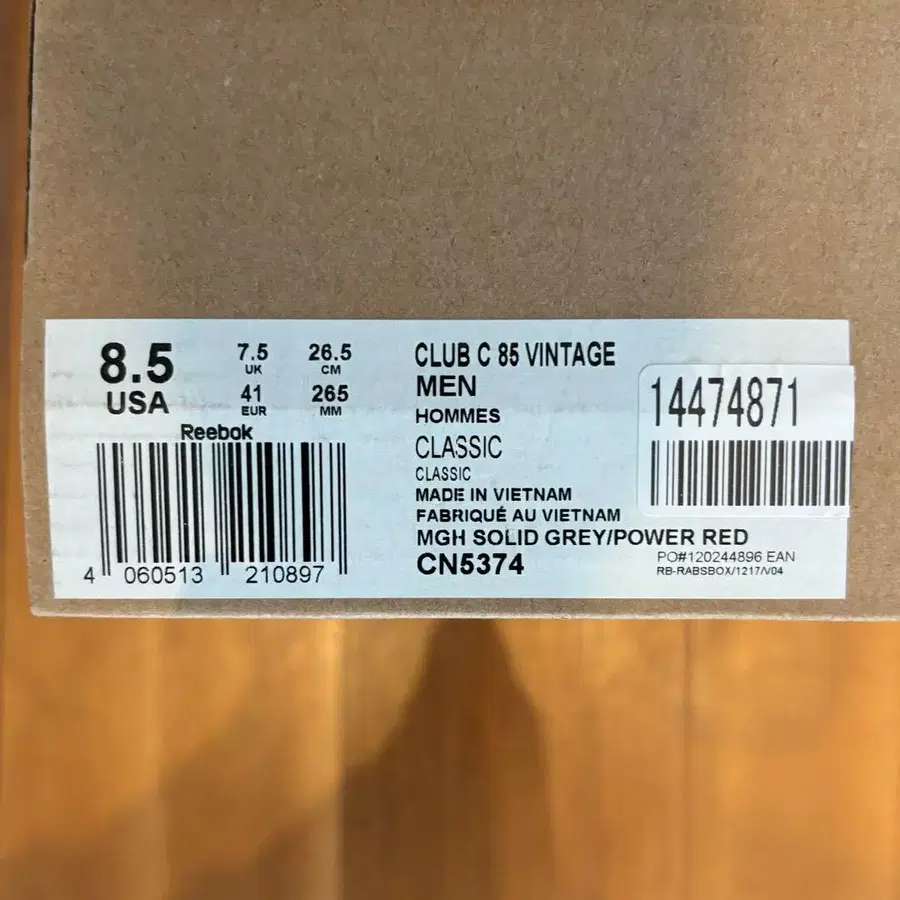 8.5
USA
7.5
UK
26.5
CM
41
EUR
265
MM
Reebok
4 060513 210897
CLUB C 85 VINTAGE
MEN
HOMMES
CLASSIC
CLASSIC
MADE IN VIETNAM
FABRIQUÉ AU VIETNAM
MGH SOLID GREY/POWER RED
CN5374
PO#120244896 EAN
RB-RABSBOX/1217/V04
14474871